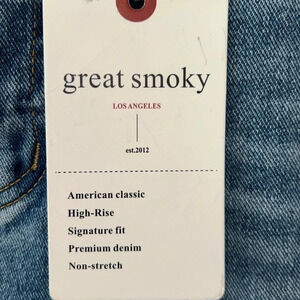 great smoky
LOS ANGELES
est.2012
American classic
High-Rise
Signature fit
Premium denim
Non-stretch